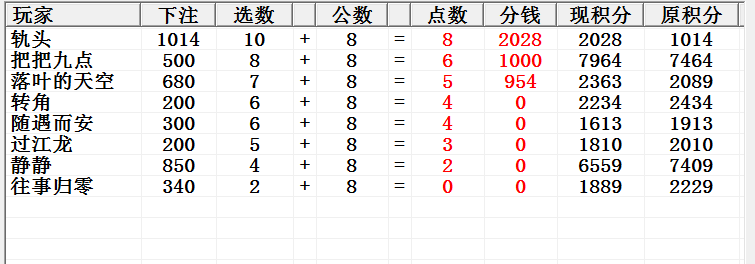 玩家 下注 选数 公数 点数 分钱 现积分 原积分
轨头 1014 10 + 8 = 8 2028 2028 1014
把把九点 500 8 + 8 = 6 1000 7964 7464
落叶的天空 680 7 + 8 = 5 954 2363 2089
转角 200 6 + 8 = 4 0 2234 2434
随遇而安 300 6 + 8 = 4 0 1613 1913
过江龙 200 5 + 8 = 3 0 1810 2010
静静 850 4 + 8 = 2 0 6559 7409
往事归零 340 2 + 8 = 0 0 1889 2229